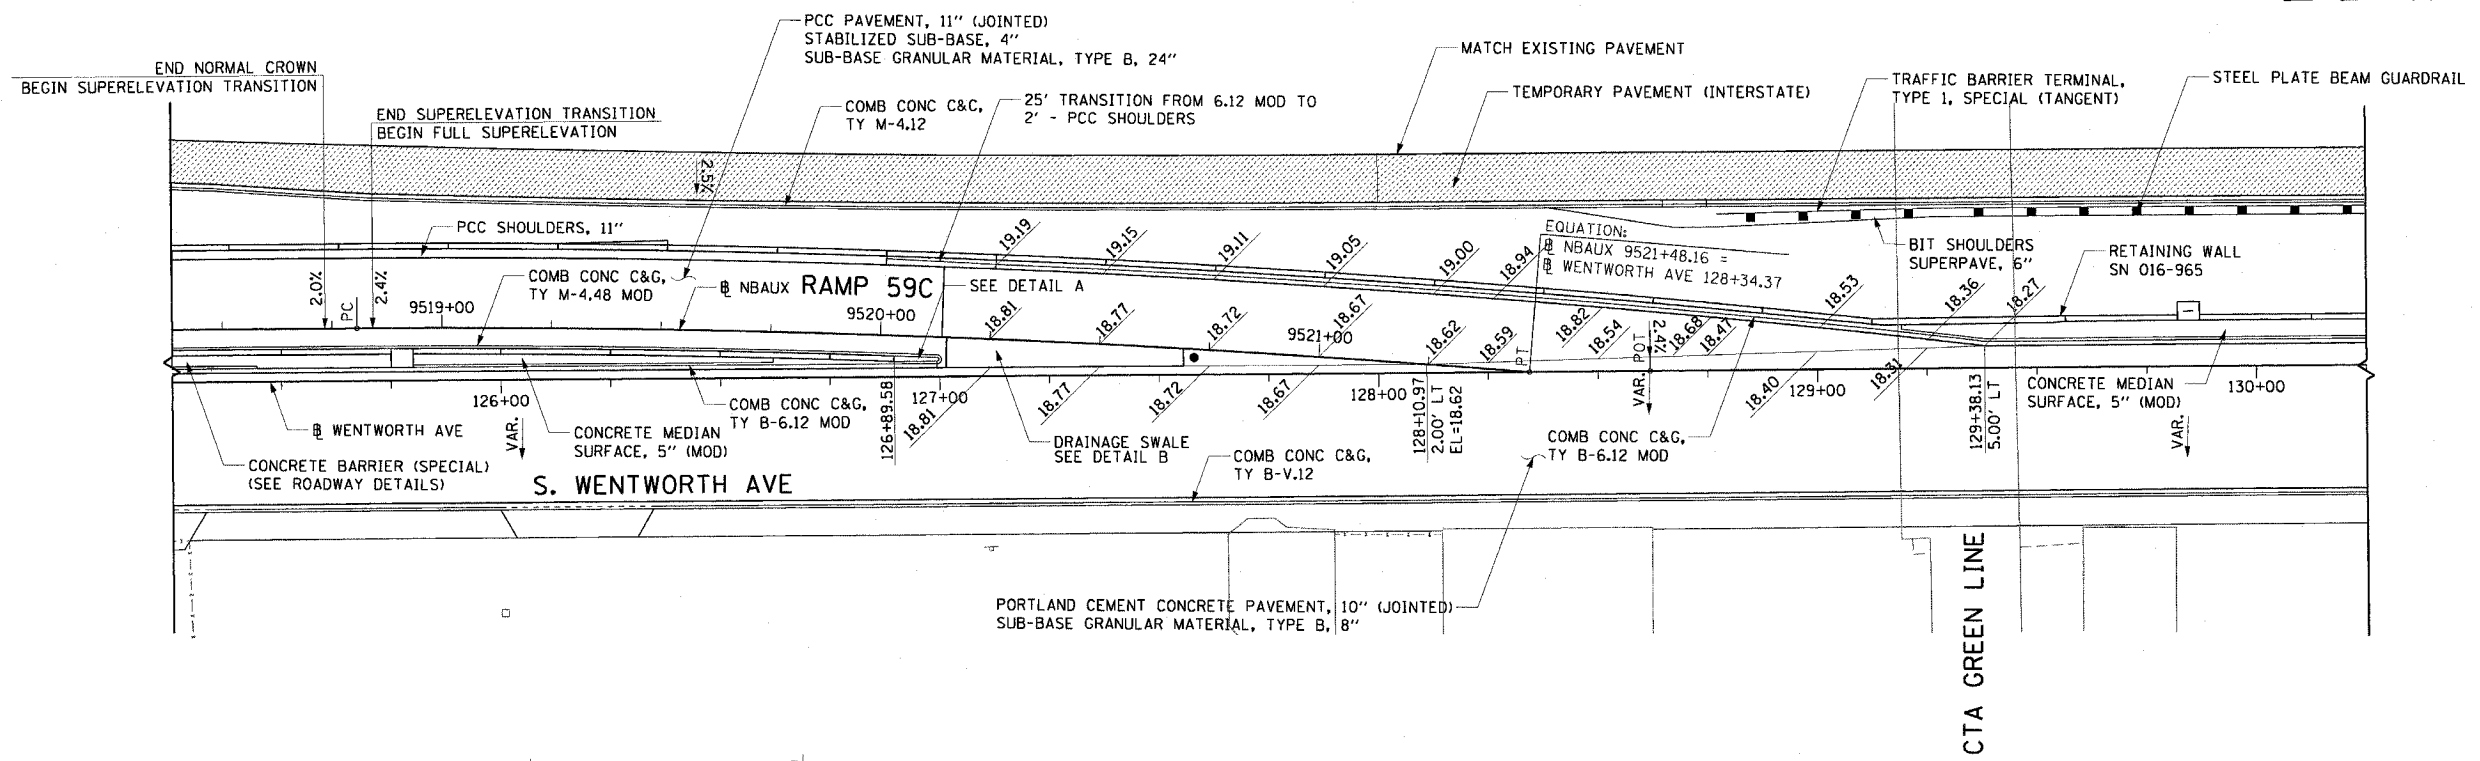 PCC PAVEMENT, 11" (JOINTED)
STABILIZED SUB-BASE, 4"
SUB-BASE GRANULAR MATERIAL, TYPE B, 24"
MATCH EXISTING PAVEMENT
END NORMAL CROWN
BEGIN SUPERELEVATION TRANSITION
TRAFFIC BARRIER TERMINAL,
TYPE 1, SPECIAL (TANGENT)
STEEL PLATE BEAM GUARDRAIL
TEMPORARY PAVEMENT (INTERSTATE)
END SUPERELEVATION TRANSITION
BEGIN FULL SUPERELEVATION
COMB CONC C&G,
TY M-4.12
25' TRANSITION FROM 6.12 MOD TO
2' - PCC SHOULDERS
2.5%
PCC SHOULDERS, 11"
19.19
19.15
19.11
19.05
19.00
18.94
EQUATION:
NBAUX 9521+48.16 =
WENTWORTH AVE 128+34.37
BIT SHOULDERS
SUPERPAVE, 6"
RETAINING WALL
SN 016-965
2.0%
PC
2.4%
COMB CONC C&G,
TY M-4.48 MOD
NBAUX RAMP 59C
SEE DETAIL A
9519+00
9520+00
9521+00
18.81
18.77
18.72
18.67
18.62
18.59
18.82
18.54
18.68
18.47
18.53
18.36
18.27
PT
POT
2.4%
126+00
127+00
128+00
129+00
130+00
18.81
18.77
18.72
18.67
18.40
18.31
126+89.58
128+10.97
2.00' LT
EL=18.62
VAR.
129+38.13
5.00' LT
CONCRETE MEDIAN
SURFACE, 5" (MOD)
VAR.
WENTWORTH AVE
VAR.
CONCRETE MEDIAN
SURFACE, 5" (MOD)
COMB CONC C&G,
TY B-6.12 MOD
DRAINAGE SWALE
SEE DETAIL B
COMB CONC C&G,
TY B-V.12
COMB CONC C&G,
TY B-6.12 MOD
CONCRETE BARRIER (SPECIAL)
(SEE ROADWAY DETAILS)
S. WENTWORTH AVE
PORTLAND CEMENT CONCRETE PAVEMENT, 10" (JOINTED)
SUB-BASE GRANULAR MATERIAL, TYPE B, 8"
CTA GREEN LINE